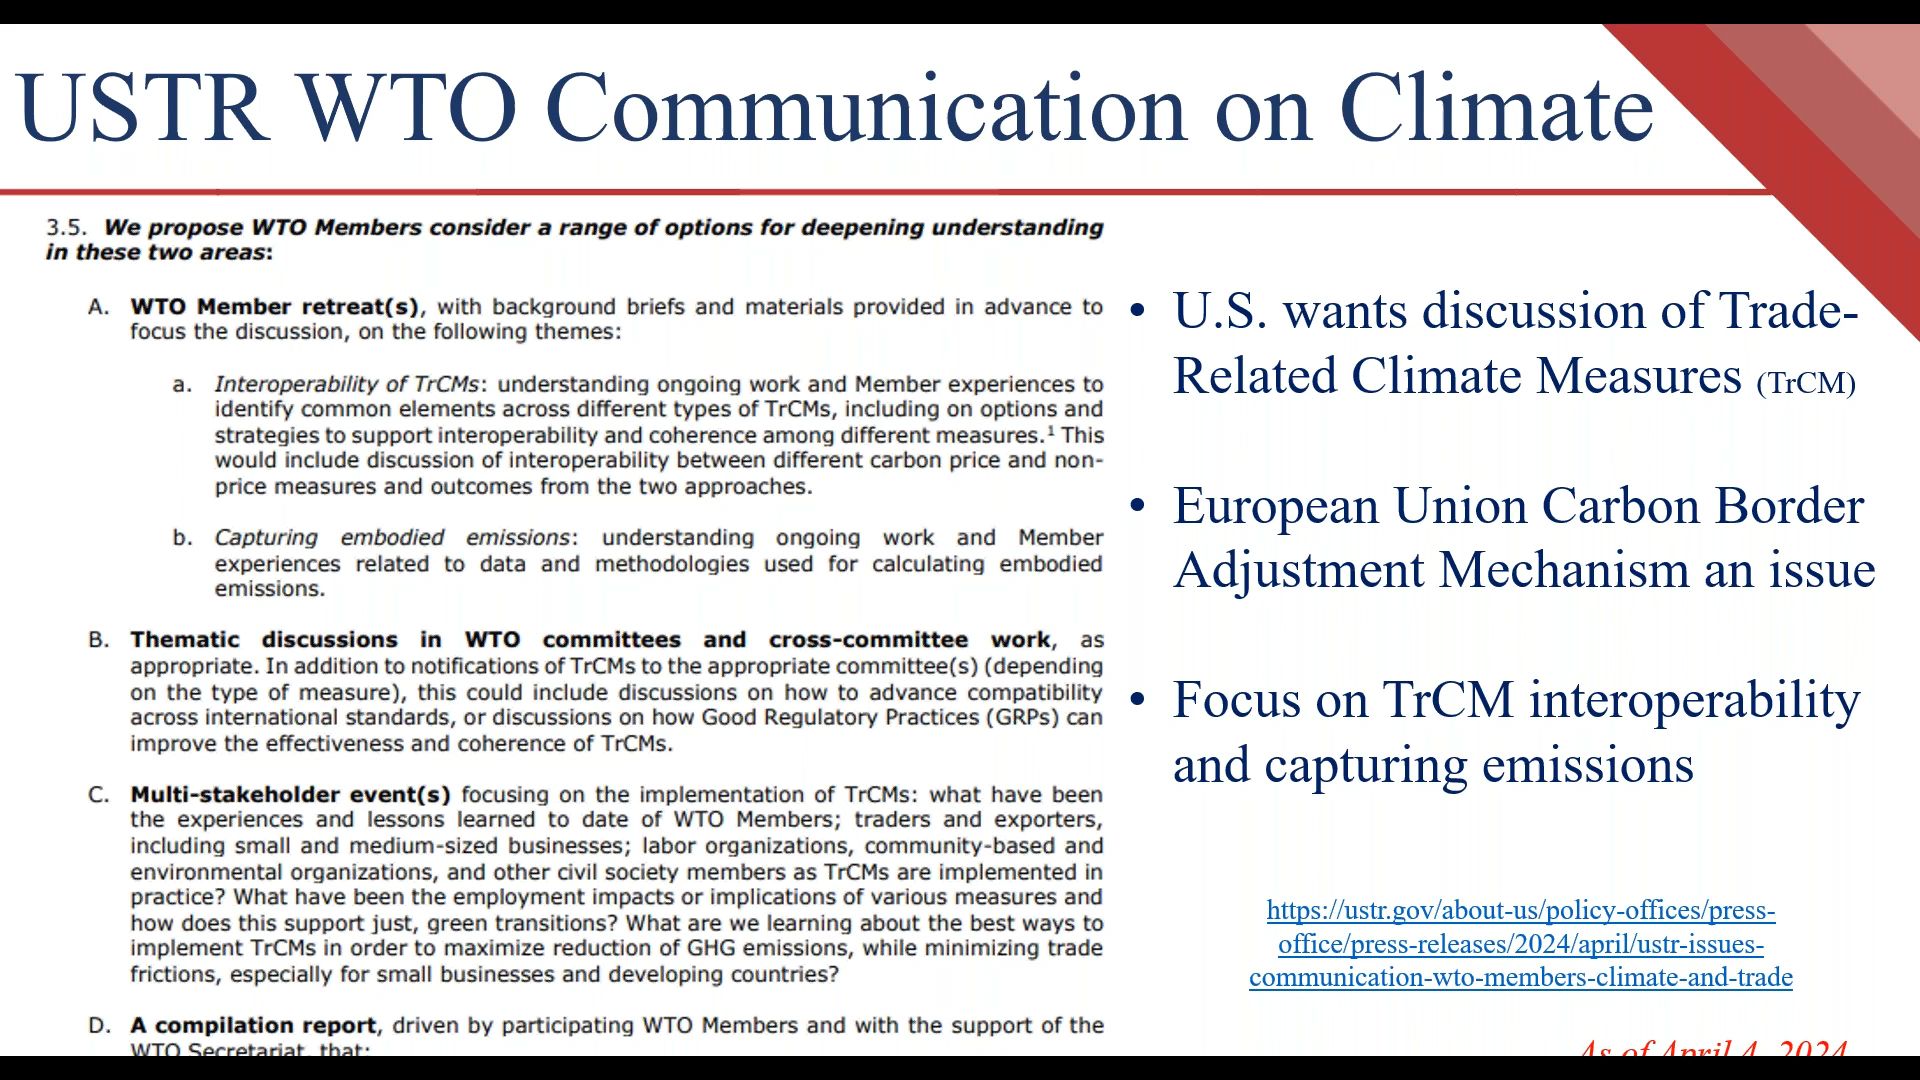 USTR WTO Communication on Climate
3.5. We propose WTO Members consider a range of options for deepening understanding
in these two areas:
A. WTO Member retreat(s), with background briefs and materials provided in advance to
focus the discussion, on the following themes:
a. Interoperability of TrCMs: understanding ongoing work and Member experiences to
identify common elements across different types of TrCMs, including on options and
strategies to support interoperability and coherence among different measures.¹ This
would include discussion of interoperability between different carbon price and non-
price measures and outcomes from the two approaches.
b. Capturing embodied emissions: understanding ongoing work and Member
experiences related to data and methodologies used for calculating embodied
emissions.
B. Thematic discussions in WTO committees and cross-committee work, as
appropriate. In addition to notifications of TrCMs to the appropriate committee(s) (depending
on the type of measure), this could include discussions on how to advance compatibility
across international standards, or discussions on how Good Regulatory Practices (GRPs) can
improve the effectiveness and coherence of TrCMs.
C. Multi-stakeholder event(s) focusing on the implementation of TrCMs: what have been
the experiences and lessons learned to date of WTO Members; traders and exporters,
including small and medium-sized businesses; labor organizations, community-based and
environmental organizations, and other civil society members as TrCMs are implemented in
practice? What have been the employment impacts or implications of various measures and
how does this support just, green transitions? What are we learning about the best ways to
implement TrCMs in order to maximize reduction of GHG emissions, while minimizing trade
frictions, especially for small businesses and developing countries?
D. A compilation report, driven by participating WTO Members and with the support of the
WTO Secretariat, that:
• U.S. wants discussion of Trade-
Related Climate Measures (TrCM)
• European Union Carbon Border
Adjustment Mechanism an issue
• Focus on TrCM interoperability
and capturing emissions
https://ustr.gov/about-us/policy-offices/press-
office/press-releases/2024/april/ustr-issues-
communication-wto-members-climate-and-trade
As of April 4, 2024